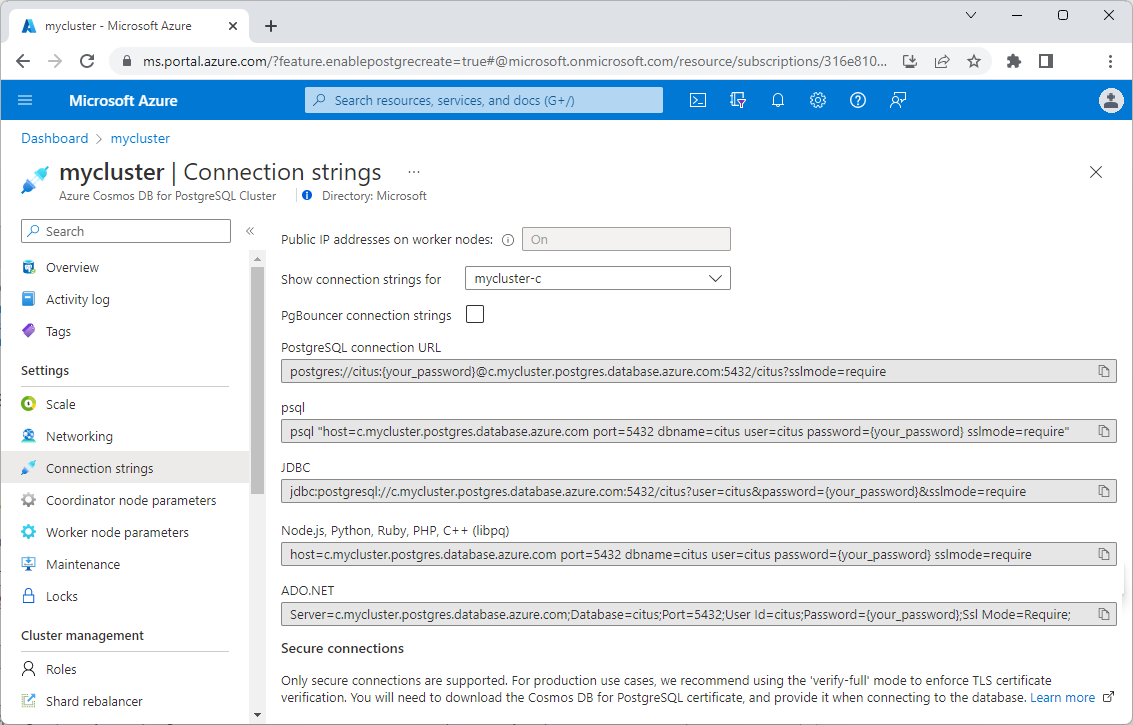 mycluster - Microsoft Azure
ms.portal.azure.com/?feature.enablepostgrecreate=true#@microsoft.onmicrosoft.com/resource/subscriptions/316e810...
Microsoft Azure
Search resources, services, and docs (G+/)
Dashboard > mycluster
mycluster | Connection strings ...
Azure Cosmos DB for PostgreSQL Cluster
Directory: Microsoft
Search
«
Overview
Activity log
Tags
Settings
Scale
Networking
Connection strings
Coordinator node parameters
Worker node parameters
Maintenance
Locks
Cluster management
Roles
Shard rebalancer
Public IP addresses on worker nodes: On
Show connection strings for mycluster-c
PgBouncer connection strings
PostgreSQL connection URL
postgres://citus:{your_password}@c.mycluster.postgres.database.azure.com:5432/citus?sslmode=require
psql
psql "host=c.mycluster.postgres.database.azure.com port=5432 dbname=citus user=citus password={your_password} sslmode=require"
JDBC
jdbc:postgresql://c.mycluster.postgres.database.azure.com:5432/citus?user=citus&password={your_password}&sslmode=require
Node.js, Python, Ruby, PHP, C++ (libpq)
host=c.mycluster.postgres.database.azure.com port=5432 dbname=citus user=citus password={your_password} sslmode=require
ADO.NET
Server=c.mycluster.postgres.database.azure.com;Database=citus;Port=5432;User Id=citus;Password={your_password};Ssl Mode=Require;
Secure connections
Only secure connections are supported. For production use cases, we recommend using the 'verify-full' mode to enforce TLS certificate
verification. You will need to download the Cosmos DB for PostgreSQL certificate, and provide it when connecting to the database. Learn more